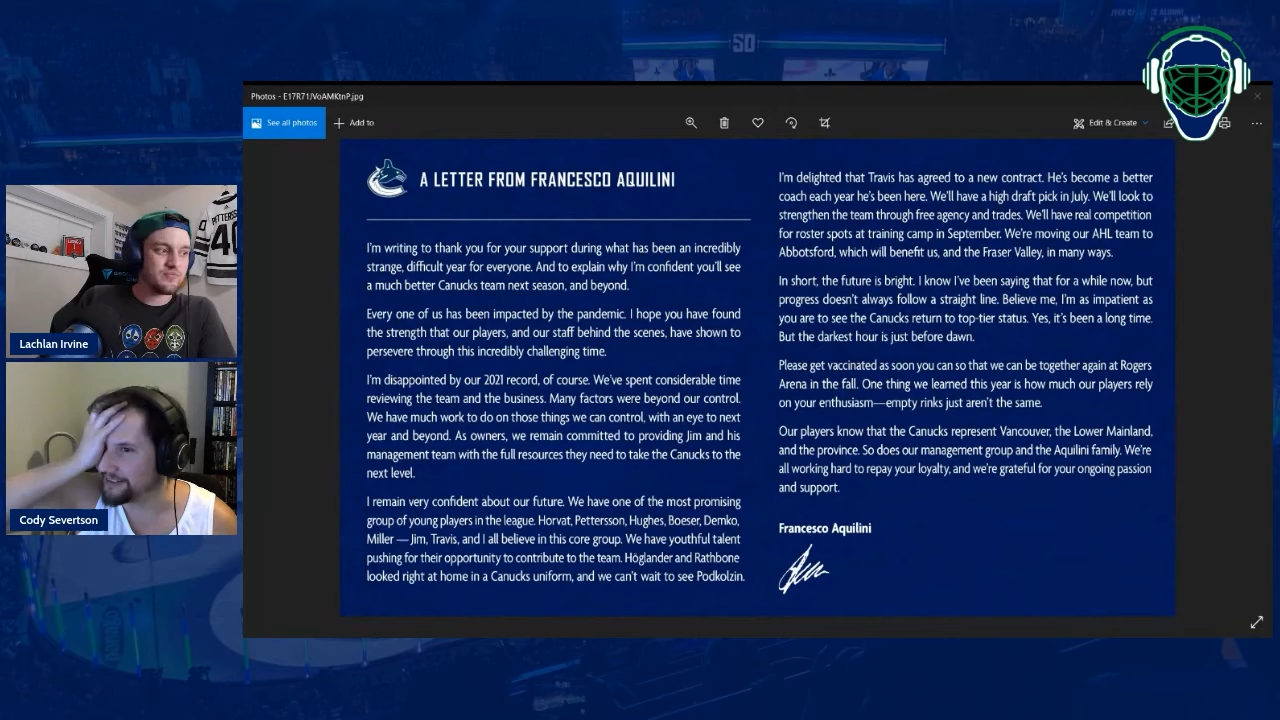 50
Photos - E17R71JVoAMKtnP.jpg
See all photos
Add to
Edit & Create
A LETTER FROM FRANCESCO AQUILINI
I'm writing to thank you for your support during what has been an incredibly
strange, difficult year for everyone. And to explain why I'm confident you'll see
a much better Canucks team next season, and beyond.
Every one of us has been impacted by the pandemic. I hope you have found
the strength that our players, and our staff behind the scenes, have shown to
persevere through this incredibly challenging time.
I'm disappointed by our 2021 record, of course. We've spent considerable time
reviewing the team and the business. Many factors were beyond our control.
We have much work to do on those things we can control, with an eye to next
year and beyond. As owners, we remain committed to providing Jim and his
management team with the full resources they need to take the Canucks to the
next level.
I remain very confident about our future. We have one of the most promising
group of young players in the league. Horvat, Pettersson, Hughes, Boeser, Demko,
Miller — Jim, Travis, and I all believe in this core group. We have youthful talent
pushing for their opportunity to contribute to the team. Höglander and Rathbone
looked right at home in a Canucks uniform, and we can't wait to see Podkolzin.
I'm delighted that Travis has agreed to a new contract. He's become a better
coach each year he's been here. We'll have a high draft pick in July. We'll look to
strengthen the team through free agency and trades. We'll have real competition
for roster spots at training camp in September. We're moving our AHL team to
Abbotsford, which will benefit us, and the Fraser Valley, in many ways.
In short, the future is bright. I know I've been saying that for a while now, but
progress doesn't always follow a straight line. Believe me, I'm as impatient as
you are to see the Canucks return to top-tier status. Yes, it's been a long time.
But the darkest hour is just before dawn.
Please get vaccinated as soon you can so that we can be together again at Rogers
Arena in the fall. One thing we learned this year is how much our players rely
on your enthusiasm—empty rinks just aren't the same.
Our players know that the Canucks represent Vancouver, the Lower Mainland,
and the province. So does our management group and the Aquilini family. We're
all working hard to repay your loyalty, and we're grateful for your ongoing passion
and support.
Francesco Aquilini
40
Lachlan Irvine
Cody Severtson